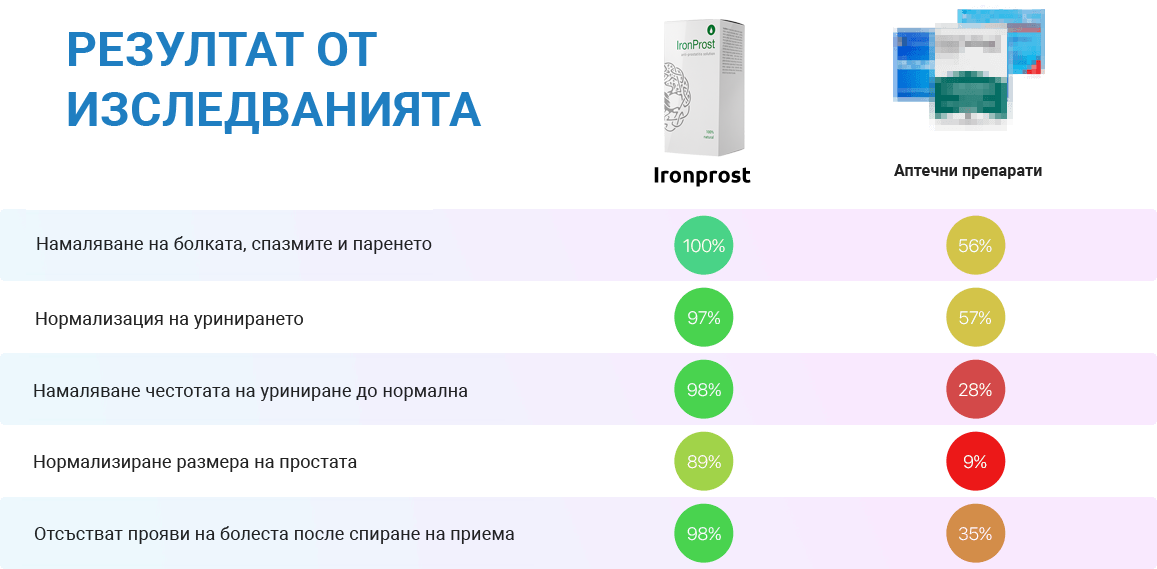 РЕЗУЛТАТ ОТ
ИЗСЛЕДВАНИЯТА
IronProst
100%
natural
Ironprost
Аптечни препарати
Намаляване на болката, спазмите и паренето
100%
56%
Нормализация на уринирането
97%
57%
Намаляване честотата на уриниране до нормална
98%
28%
Нормализиране размера на простата
89%
9%
Отсъстват прояви на болеста после спиране на приема
98%
35%